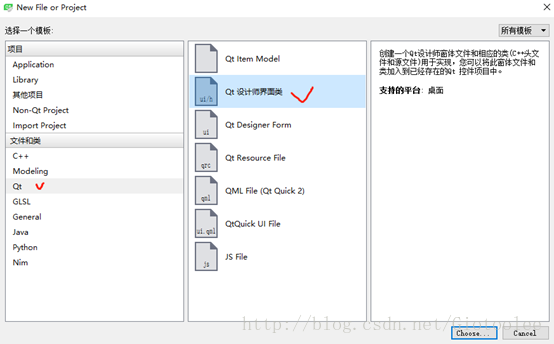 New File or Project
选择一个模板:
所有模板
项目
Application
Library
其他项目
Non-Qt Project
Import Project
文件和类
C++
Modeling
Qt
GLSL
General
Java
Python
Nim
Qt Item Model
ui/h
Qt 设计师界面类
ui
Qt Designer Form
qrc
Qt Resource File
qml
QML File (Qt Quick 2)
ui.qml
QtQuick UI File
js
JS File
创建一个Qt设计师窗体文件和相应的类(C++头
文件和源文件)用于实现，您可以将此窗体文件和
类加入到已经存在的Qt 控件项目中。
支持的平台: 桌面
http://blog.csdn.net/Giotoolee
Choose...
Cancel